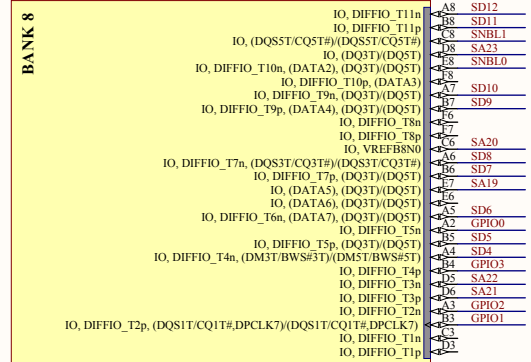 BANK 8
IO, DIFFIO_T11n A8 SD12
IO, DIFFIO_T11p B8 SD11
IO, (DQS5T/CQ5T#)/(DQS5T/CQ5T#) C8 SNBL1
IO, (DQ3T)/(DQ5T) D8 SA23
IO, DIFFIO_T10n, (DATA2), (DQ3T)/(DQ5T) E8 SNBL0
IO, DIFFIO_T10p, (DATA3) F8
IO, DIFFIO_T9n, (DQ3T)/(DQ5T) A7 SD10
IO, DIFFIO_T9p, (DATA4), (DQ3T)/(DQ5T) B7 SD9
IO, DIFFIO_T8n F6
IO, DIFFIO_T8p F7
IO, VREFB8N0 C6 SA20
IO, DIFFIO_T7n, (DQS3T/CQ3T#)/(DQS3T/CQ3T#) A6 SD8
IO, DIFFIO_T7p, (DQ3T)/(DQ5T) B6 SD7
IO, (DATA5), (DQ3T)/(DQ5T) E7 SA19
IO, (DATA6), (DQ3T)/(DQ5T) E6
IO, DIFFIO_T6n, (DATA7), (DQ3T)/(DQ5T) A5 SD6
IO, DIFFIO_T5n A2 GPIO0
IO, DIFFIO_T5p, (DQ3T)/(DQ5T) B5 SD5
IO, DIFFIO_T4n, (DM3T/BWS#3T)/(DM5T/BWS#5T) A4 SD4
IO, DIFFIO_T4p B4 GPIO3
IO, DIFFIO_T3n D5 SA22
IO, DIFFIO_T3p D6 SA21
IO, DIFFIO_T2n A3 GPIO2
IO, DIFFIO_T2p, (DQS1T/CQ1T#,DPCLK7)/(DQS1T/CQ1T#,DPCLK7) B3 GPIO1
IO, DIFFIO_T1n C3
IO, DIFFIO_T1p D3